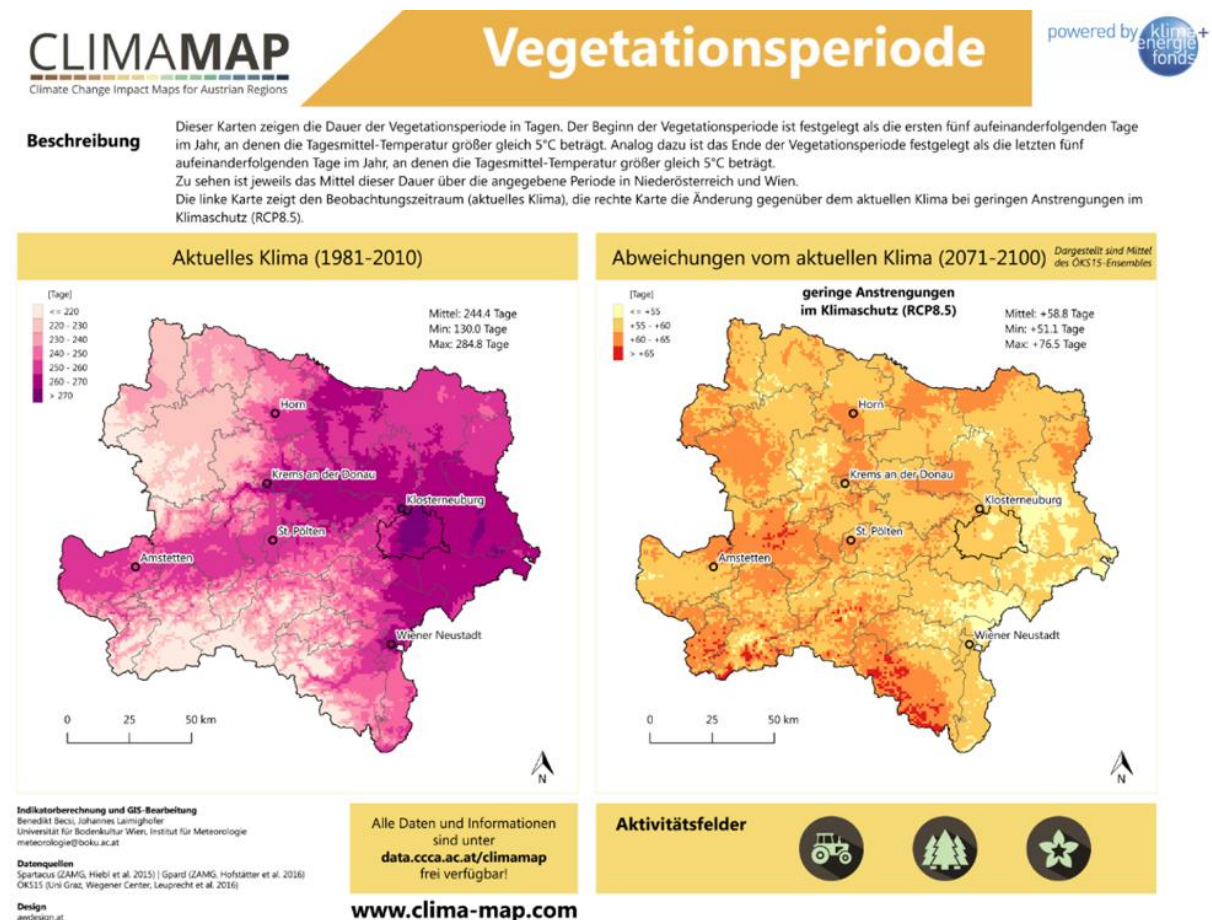 CLIMAMAP
Climate Change Impact Maps for Austrian Regions
Vegetationsperiode
powered by klima+
energie
fonds
Beschreibung
Dieser Karten zeigen die Dauer der Vegetationsperiode in Tagen. Der Beginn der Vegetationsperiode ist festgelegt als die ersten fünf aufeinanderfolgenden Tage
im Jahr, an denen die Tagesmittel-Temperatur größer gleich 5°C beträgt. Analog dazu ist das Ende der Vegetationsperiode festgelegt als die letzten fünf
aufeinanderfolgenden Tage im Jahr, an denen die Tagesmittel-Temperatur größer gleich 5°C beträgt.
Zu sehen ist jeweils das Mittel dieser Dauer über die angegebene Periode in Niederösterreich und Wien.
Die linke Karte zeigt den Beobachtungszeitraum (aktuelles Klima), die rechte Karte die Änderung gegenüber dem aktuellen Klima bei geringen Anstrengungen im
Klimaschutz (RCP8.5).
Aktuelles Klima (1981-2010)
[Tage]
<= 220
220 - 230
230 - 240
240 - 250
250 - 260
260 - 270
> 270
Mittel: 244.4 Tage
Min: 130.0 Tage
Max: 284.8 Tage
Horn
Krems an der Donau
Klosterneuburg
St. Pölten
Amstetten
Wiener Neustadt
0 25 50 km
N
Abweichungen vom aktuellen Klima (2071-2100)
Dargestellt sind Mittel
des ÖKS15-Ensembles
[Tage]
<= +55
+55 - +60
+60 - +65
> +65
geringe Anstrengungen
im Klimaschutz (RCP8.5)
Mittel: +58.8 Tage
Min: +51.1 Tage
Max: +76.5 Tage
Horn
Krems an der Donau
Klosterneuburg
St. Pölten
Amstetten
Wiener Neustadt
0 25 50 km
N
Indikatorberechnung und GIS-Bearbeitung
Benedikt Becsi, Johannes Laimighofer
Universität für Bodenkultur Wien, Institut für Meteorologie
meteorologie@boku.ac.at
Datenquellen
Spartacus (ZAMG, Hiebl et al. 2015) | Gpard (ZAMG, Hofstätter et al. 2016)
ÖKS15 (Uni Graz, Wegener Center, Leuprecht et al. 2016)
Design
awdesign.at
Alle Daten und Informationen
sind unter
data.ccca.ac.at/climamap
frei verfügbar!
www.clima-map.com
Aktivitätsfelder